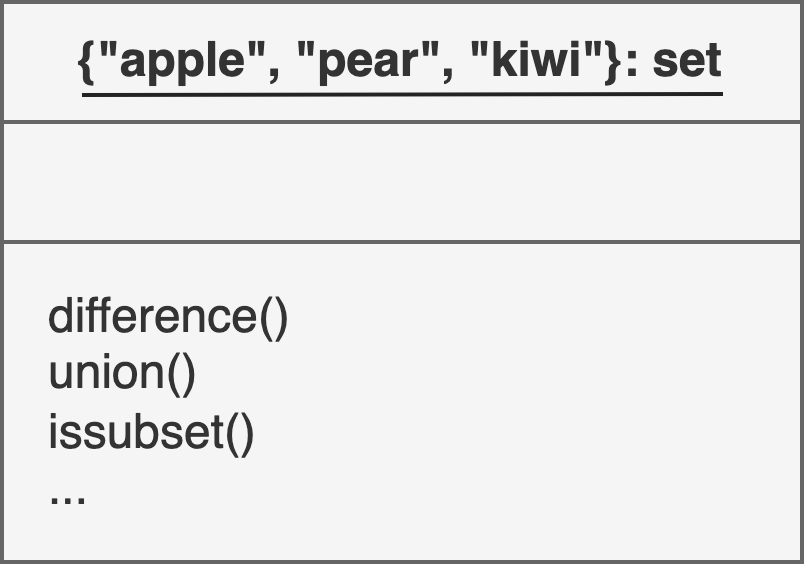 {"apple", "pear", "kiwi"}: set
difference()
union()
issubset()
...